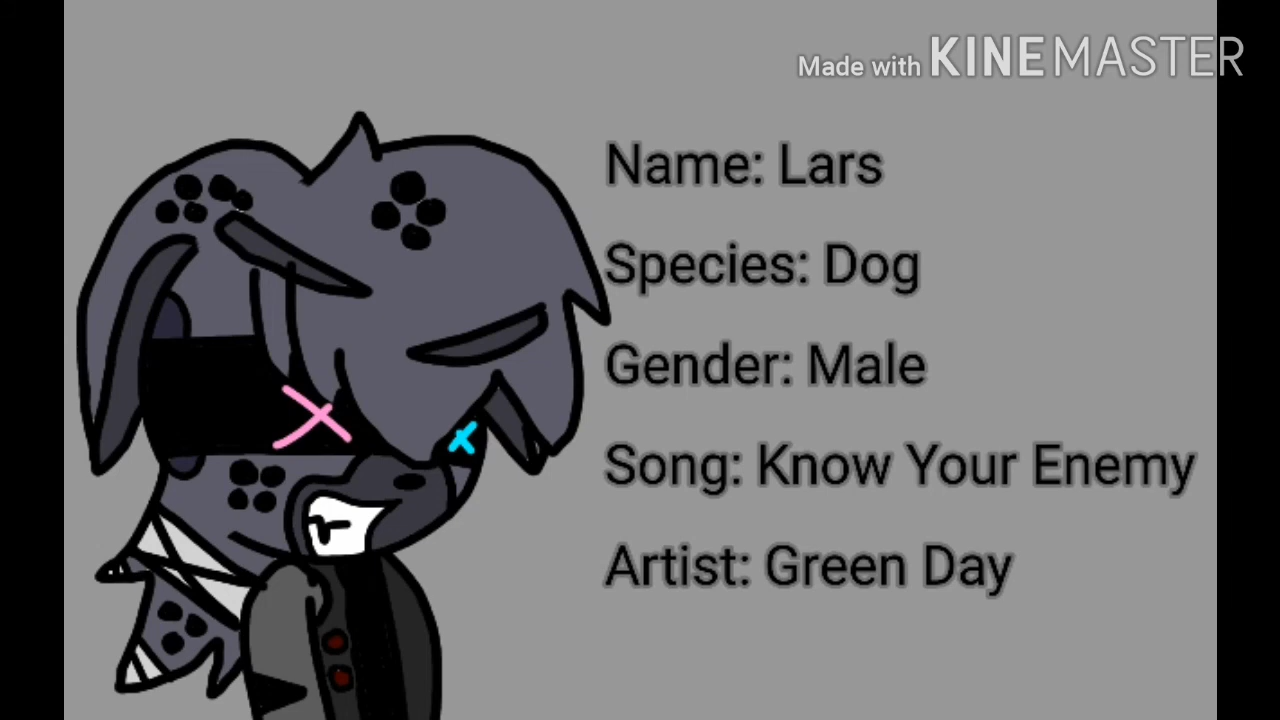 Made with KINEMASTER
Name: Lars
Species: Dog
Gender: Male
Song: Know Your Enemy
Artist: Green Day